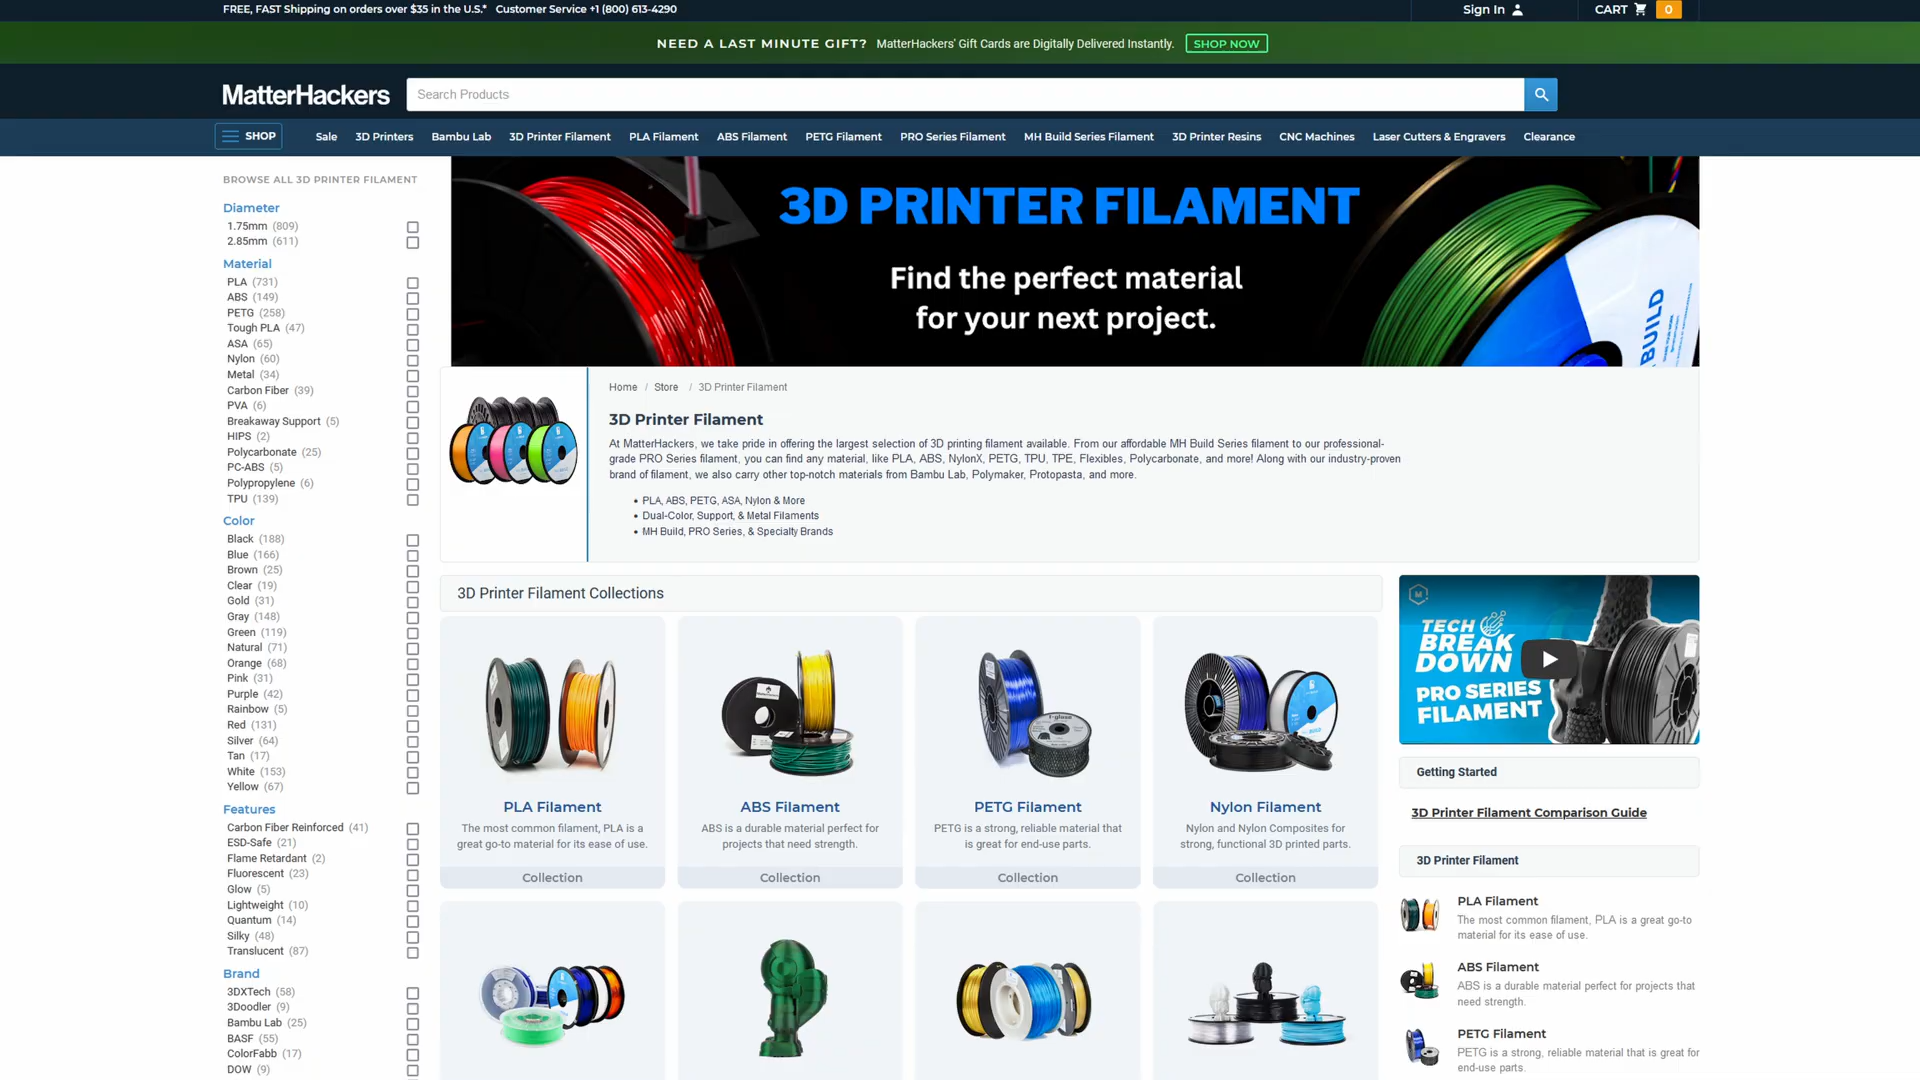 FREE, FAST Shipping on orders over $35 in the U.S.* Customer Service +1 (800) 613-4290
Sign In
CART 0
NEED A LAST MINUTE GIFT? MatterHackers' Gift Cards are Digitally Delivered Instantly. SHOP NOW
MatterHackers
Search Products
SHOP
Sale
3D Printers
Bambu Lab
3D Printer Filament
PLA Filament
ABS Filament
PETG Filament
PRO Series Filament
MH Build Series Filament
3D Printer Resins
CNC Machines
Laser Cutters & Engravers
Clearance
BROWSE ALL 3D PRINTER FILAMENT
Diameter
1.75mm (809)
2.85mm (611)
Material
PLA (731)
ABS (149)
PETG (258)
Tough PLA (47)
ASA (65)
Nylon (60)
Metal (34)
Carbon Fiber (39)
PVA (6)
Breakaway Support (5)
HIPS (2)
Polycarbonate (25)
PC-ABS (5)
Polypropylene (6)
TPU (139)
Color
Black (188)
Blue (166)
Brown (25)
Clear (19)
Gold (31)
Gray (148)
Green (119)
Natural (71)
Orange (68)
Pink (31)
Purple (42)
Rainbow (5)
Red (131)
Silver (64)
Tan (17)
White (153)
Yellow (67)
Features
Carbon Fiber Reinforced (41)
ESD-Safe (21)
Flame Retardant (2)
Fluorescent (23)
Glow (5)
Lightweight (10)
Quantum (14)
Silky (48)
Translucent (87)
Brand
3DXTech (58)
3Doodler (9)
Bambu Lab (25)
BASF (55)
ColorFabb (17)
DOW (9)
3D PRINTER FILAMENT
Find the perfect material
for your next project.
BUILD
Home / Store / 3D Printer Filament
3D Printer Filament
At MatterHackers, we take pride in offering the largest selection of 3D printing filament available. From our affordable MH Build Series filament to our professional-
grade PRO Series filament, you can find any material, like PLA, ABS, NylonX, PETG, TPU, TPE, Flexibles, Polycarbonate, and more! Along with our industry-proven
brand of filament, we also carry other top-notch materials from Bambu Lab, Polymaker, Protopasta, and more.
• PLA, ABS, PETG, ASA, Nylon & More
• Dual-Color, Support, & Metal Filaments
• MH Build, PRO Series, & Specialty Brands
3D Printer Filament Collections
PLA Filament
The most common filament, PLA is a
great go-to material for its ease of use.
Collection
ABS Filament
ABS is a durable material perfect for
projects that need strength.
Collection
PETG Filament
PETG is a strong, reliable material that
is great for end-use parts.
Collection
Nylon Filament
Nylon and Nylon Composites for
strong, functional 3D printed parts.
Collection
M
TECH
BREAK
DOWN
PRO SERIES
FILAMENT
Getting Started
3D Printer Filament Comparison Guide
3D Printer Filament
PLA Filament
The most common filament, PLA is a great go-to
material for its ease of use.
ABS Filament
ABS is a durable material perfect for projects that
need strength.
PETG Filament
PETG is a strong, reliable material that is great for
end-use parts.